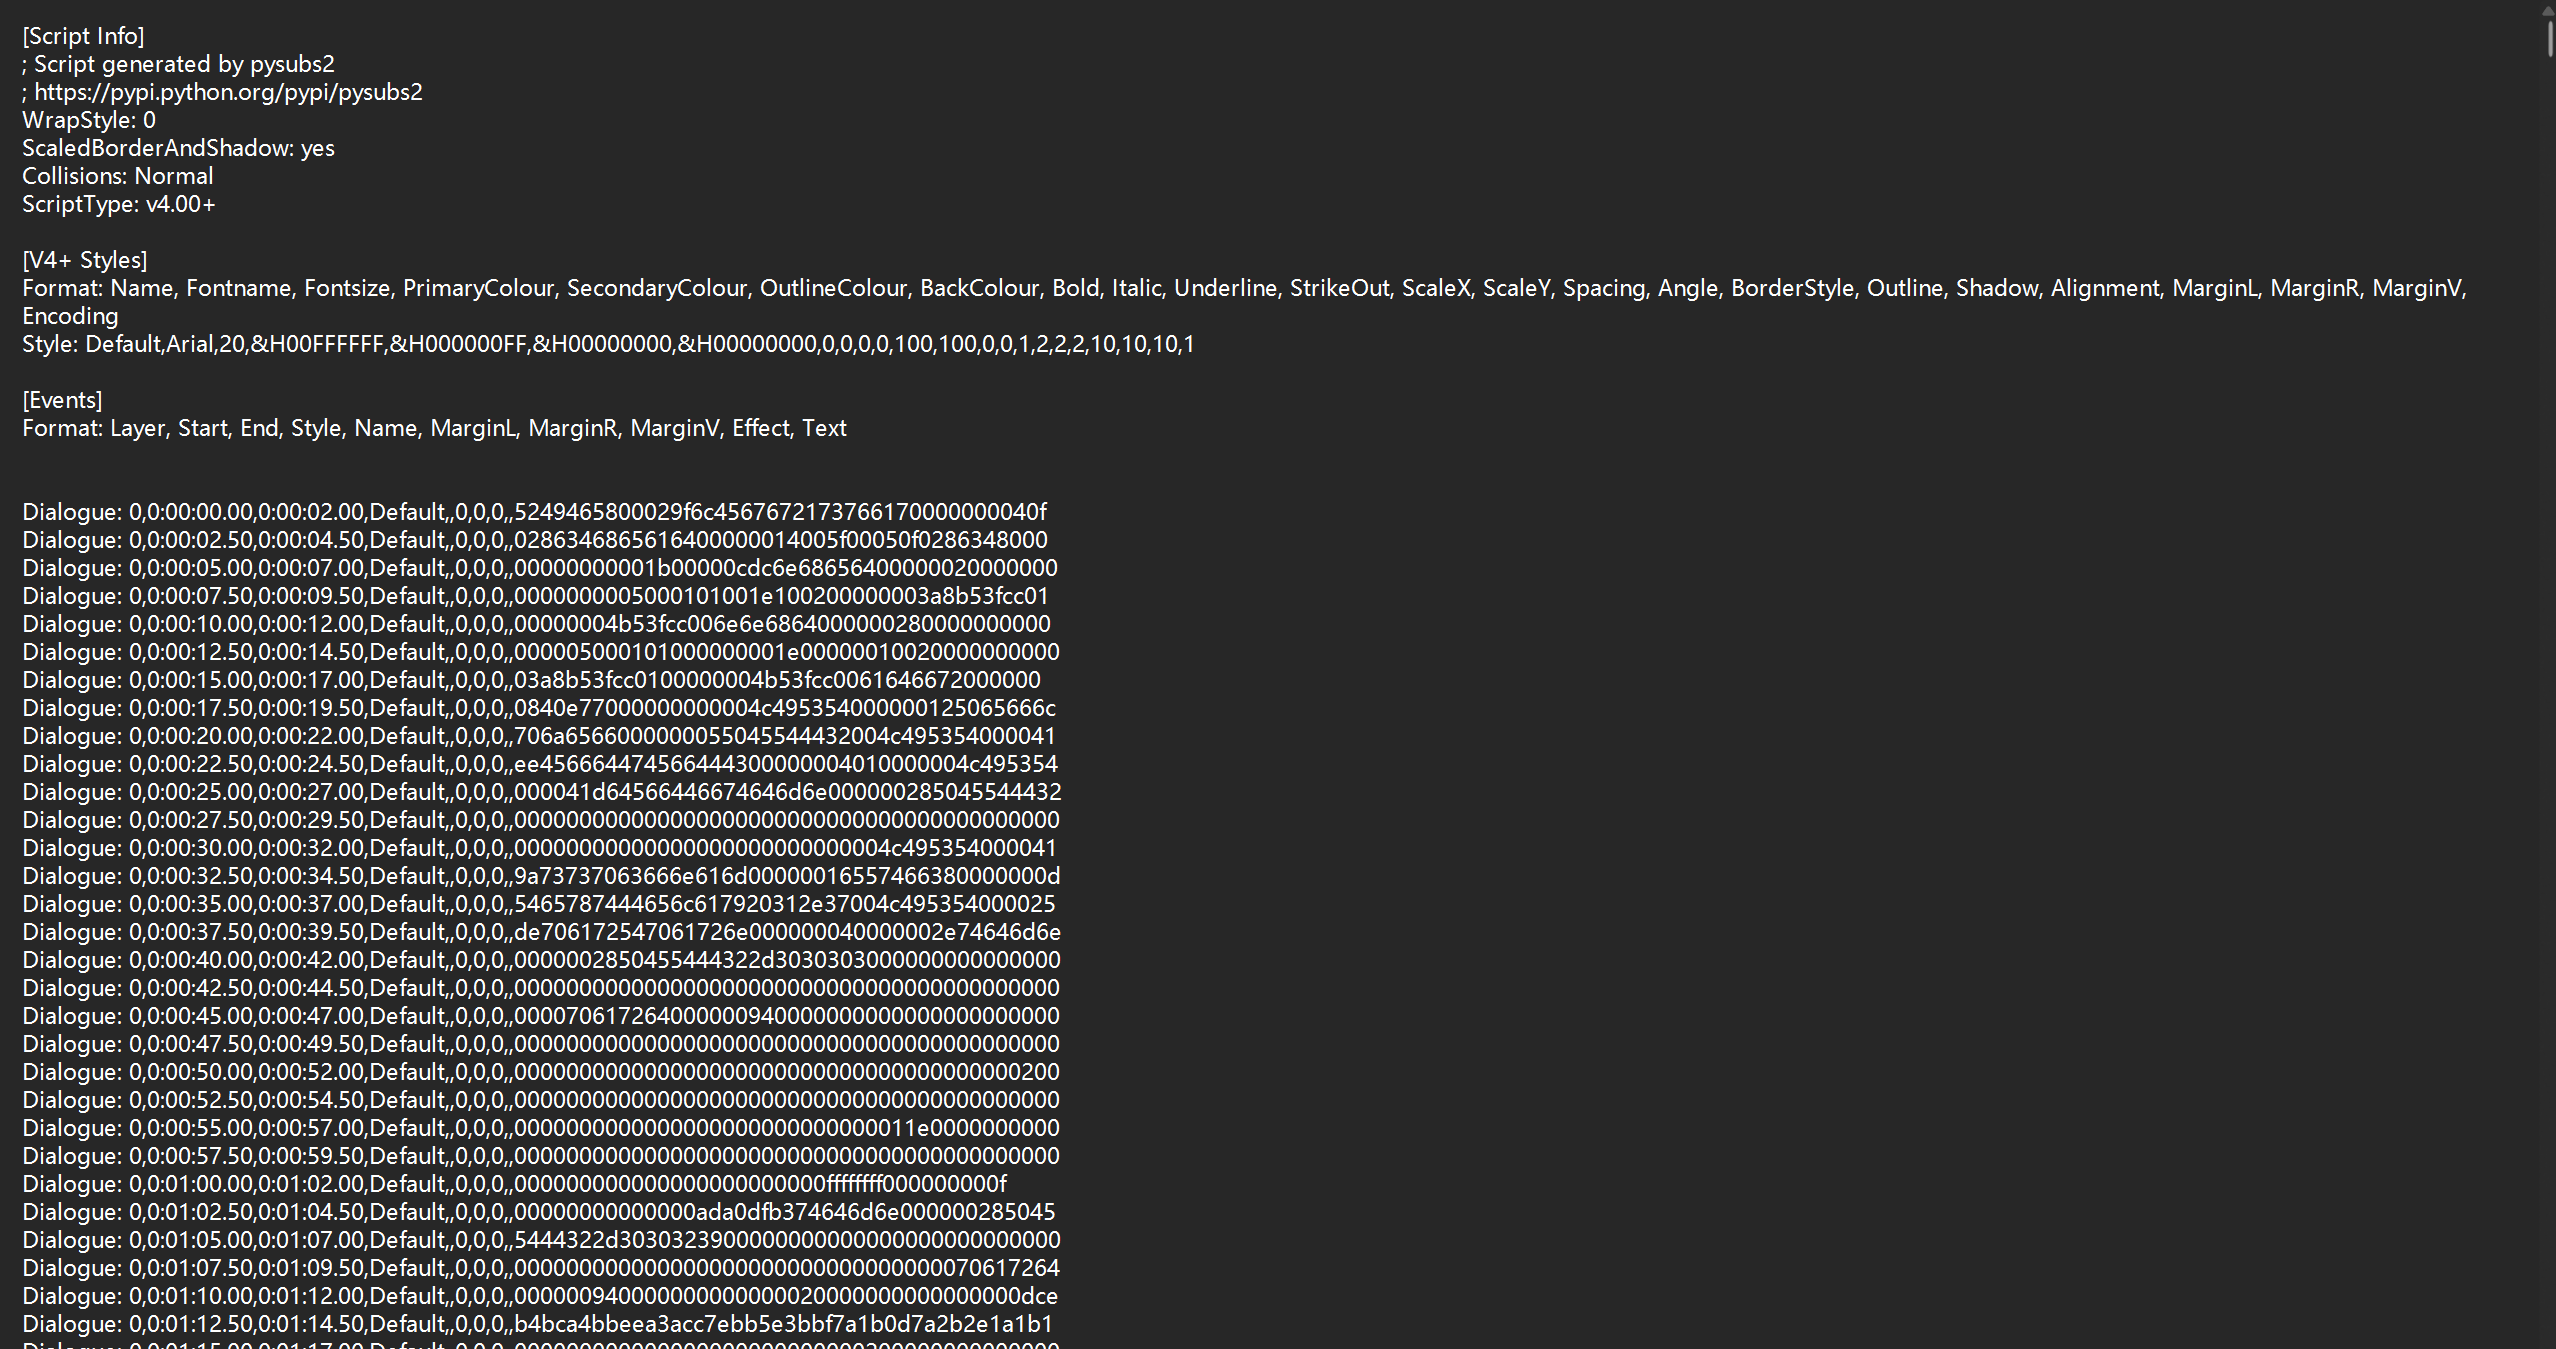 [Script Info]
; Script generated by pysubs2
; https://pypi.python.org/pypi/pysubs2
WrapStyle: 0
ScaledBorderAndShadow: yes
Collisions: Normal
ScriptType: v4.00+
[V4+ Styles]
Format: Name, Fontname, Fontsize, PrimaryColour, SecondaryColour, OutlineColour, BackColour, Bold, Italic, Underline, StrikeOut, ScaleX, ScaleY, Spacing, Angle, BorderStyle, Outline, Shadow, Alignment, MarginL, MarginR, MarginV,
Encoding
Style: Default,Arial,20,&H00FFFFFF,&H000000FF,&H00000000,&H00000000,0,0,0,0,100,100,0,0,1,2,2,2,10,10,10,1
[Events]
Format: Layer, Start, End, Style, Name, MarginL, MarginR, MarginV, Effect, Text
Dialogue: 0,0:00:00.00,0:00:02.00,Default,,0,0,0,,5249465800029f6c4567672173766170000000040f
Dialogue: 0,0:00:02.50,0:00:04.50,Default,,0,0,0,,0286346865616400000014005f00050f0286348000
Dialogue: 0,0:00:05.00,0:00:07.00,Default,,0,0,0,,00000000001b00000cdc6e68656400000020000000
Dialogue: 0,0:00:07.50,0:00:09.50,Default,,0,0,0,,0000000005000101001e100200000003a8b53fcc01
Dialogue: 0,0:00:10.00,0:00:12.00,Default,,0,0,0,,00000004b53fcc006e6e6864000000280000000000
Dialogue: 0,0:00:12.50,0:00:14.50,Default,,0,0,0,,000005000101000000001e00000010020000000000
Dialogue: 0,0:00:15.00,0:00:17.00,Default,,0,0,0,,03a8b53fcc0100000004b53fcc0061646672000000
Dialogue: 0,0:00:17.50,0:00:19.50,Default,,0,0,0,,0840e77000000000004c495354000000125065666c
Dialogue: 0,0:00:20.00,0:00:22.00,Default,,0,0,0,,706a6566000000055045544432004c495354000041
Dialogue: 0,0:00:22.50,0:00:24.50,Default,,0,0,0,,ee456664474566444300000004010000004c495354
Dialogue: 0,0:00:25.00,0:00:27.00,Default,,0,0,0,,000041d64566446674646d6e000000285045544432
Dialogue: 0,0:00:27.50,0:00:29.50,Default,,0,0,0,,000000000000000000000000000000000000000000
Dialogue: 0,0:00:30.00,0:00:32.00,Default,,0,0,0,,00000000000000000000000000004c495354000041
Dialogue: 0,0:00:32.50,0:00:34.50,Default,,0,0,0,,9a73737063666e616d00000016557466380000000d
Dialogue: 0,0:00:35.00,0:00:37.00,Default,,0,0,0,,5465787444656c617920312e37004c495354000025
Dialogue: 0,0:00:37.50,0:00:39.50,Default,,0,0,0,,de706172547061726e000000040000002e74646d6e
Dialogue: 0,0:00:40.00,0:00:42.00,Default,,0,0,0,,0000002850455444322d3030303000000000000000
Dialogue: 0,0:00:42.50,0:00:44.50,Default,,0,0,0,,000000000000000000000000000000000000000000
Dialogue: 0,0:00:45.00,0:00:47.00,Default,,0,0,0,,000070617264000000940000000000000000000000
Dialogue: 0,0:00:47.50,0:00:49.50,Default,,0,0,0,,000000000000000000000000000000000000000000
Dialogue: 0,0:00:50.00,0:00:52.00,Default,,0,0,0,,000000000000000000000000000000000000000200
Dialogue: 0,0:00:52.50,0:00:54.50,Default,,0,0,0,,000000000000000000000000000000000000000000
Dialogue: 0,0:00:55.00,0:00:57.00,Default,,0,0,0,,0000000000000000000000000000011e0000000000
Dialogue: 0,0:00:57.50,0:00:59.50,Default,,0,0,0,,000000000000000000000000000000000000000000
Dialogue: 0,0:01:00.00,0:01:02.00,Default,,0,0,0,,000000000000000000000000ffffffff000000000f
Dialogue: 0,0:01:02.50,0:01:04.50,Default,,0,0,0,,00000000000000ada0dfb374646d6e000000285045
Dialogue: 0,0:01:05.00,0:01:07.00,Default,,0,0,0,,5444322d3030323900000000000000000000000000
Dialogue: 0,0:01:07.50,0:01:09.50,Default,,0,0,0,,000000000000000000000000000000000070617264
Dialogue: 0,0:01:10.00,0:01:12.00,Default,,0,0,0,,000000940000000000000020000000000000000dce
Dialogue: 0,0:01:12.50,0:01:14.50,Default,,0,0,0,,b4bca4bbeea3acc7ebb5e3bbf7a1b0d7a2b2e1a1b1